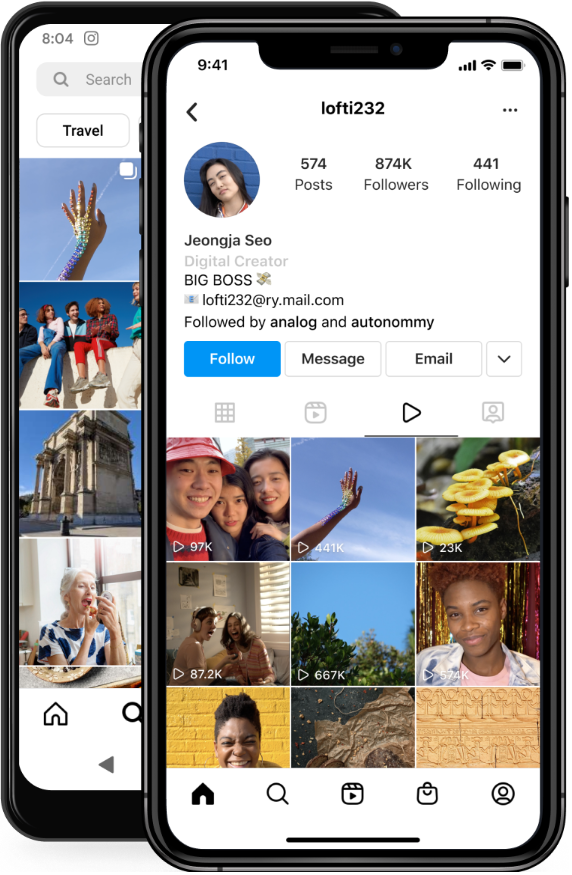 8:04
Search
Travel
9:41
lofti232
574 874K 441
Posts Followers Following
Jeongja Seo
Digital Creator
BIG BOSS 💸
📧 lofti232@ry.mail.com
Followed by analog and autonommy
Follow Message Email
97K 441K 23K
87.2K 667K 574K